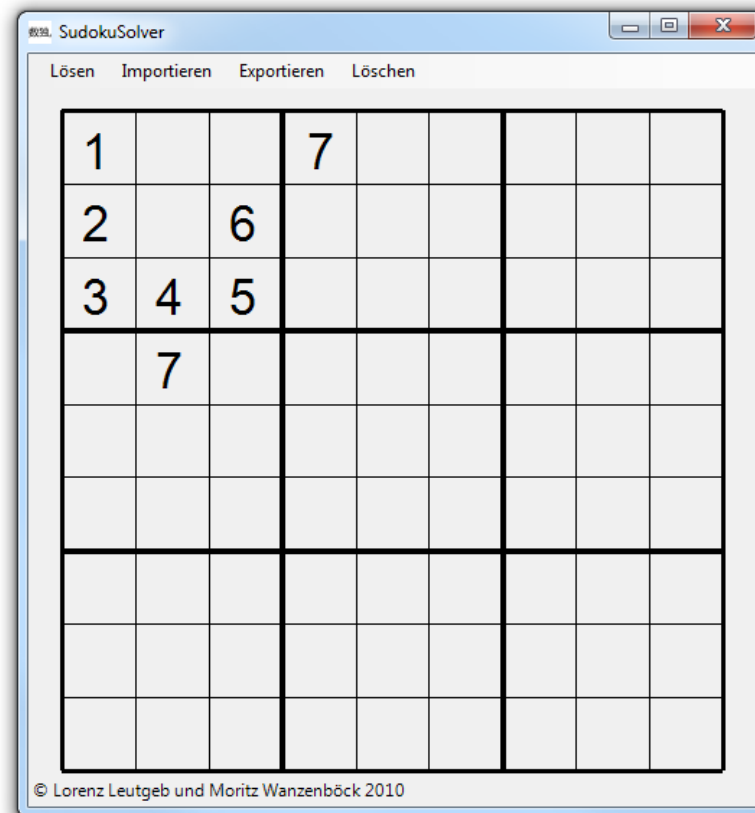 SudokuSolver
Lösen Importieren Exportieren Löschen
1 7
2 6
3 4 5
7
© Lorenz Leutgeb und Moritz Wanzenböck 2010